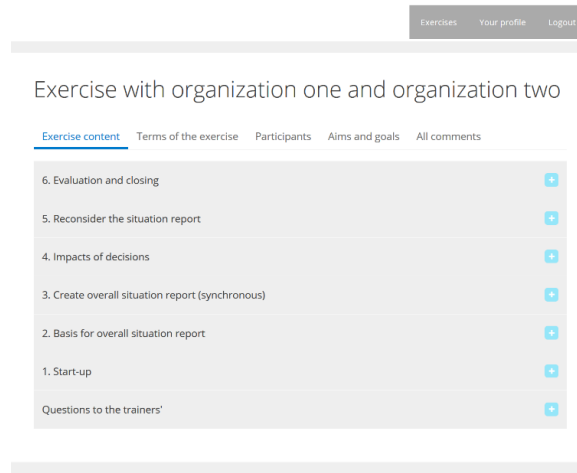 Exercises Your profile Logout
Exercise with organization one and organization two
Exercise content Terms of the exercise Participants Aims and goals All comments
6. Evaluation and closing
5. Reconsider the situation report
4. Impacts of decisions
3. Create overall situation report (synchronous)
2. Basis for overall situation report
1. Start-up
Questions to the trainers'